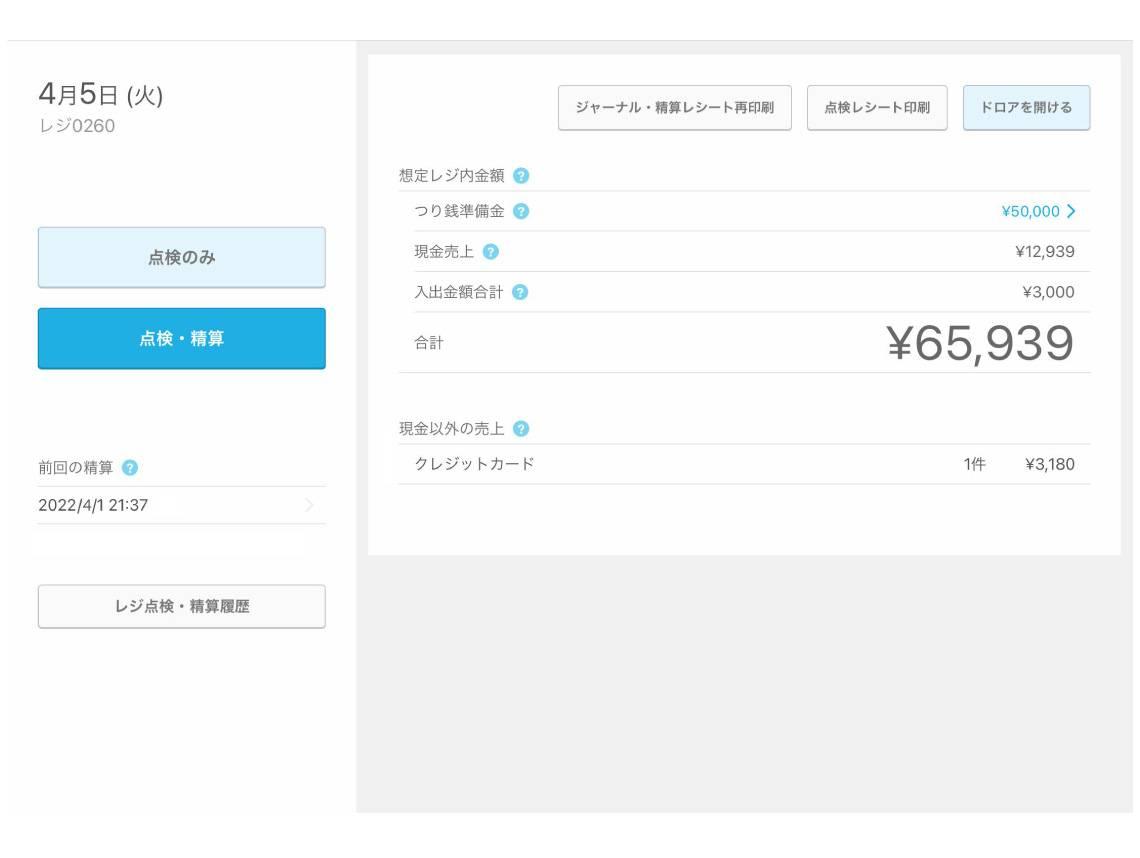 4月5日 (火)
レジ0260
点検のみ
点検・精算
前回の精算 ?
2022/4/1 21:37
レジ点検・精算履歴
ジャーナル・精算レシート再印刷 点検レシート印刷 ドロアを開ける
想定レジ内金額 ?
つり銭準備金 ? ¥50,000
現金売上 ? ¥12,939
入出金額合計 ? ¥3,000
合計 ¥65,939
現金以外の売上 ?
クレジットカード 1件 ¥3,180